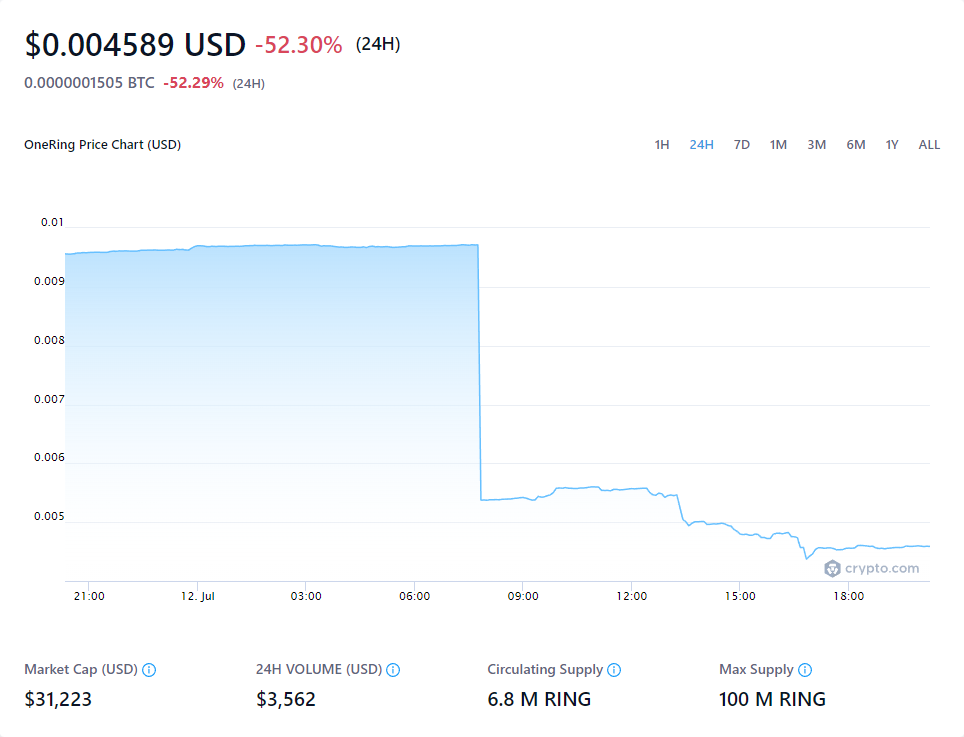 $0.004589 USD -52.30% (24H)
0.0000001505 BTC -52.29% (24H)
OneRing Price Chart (USD) 1H 24H 7D 1M 3M 6M 1Y ALL
0.01
0.009
0.008
0.007
0.006
0.005
crypto.com
21:00 12. Jul 03:00 06:00 09:00 12:00 15:00 18:00
Market Cap (USD) 24H VOLUME (USD) Circulating Supply Max Supply
$31,223 $3,562 6.8 M RING 100 M RING